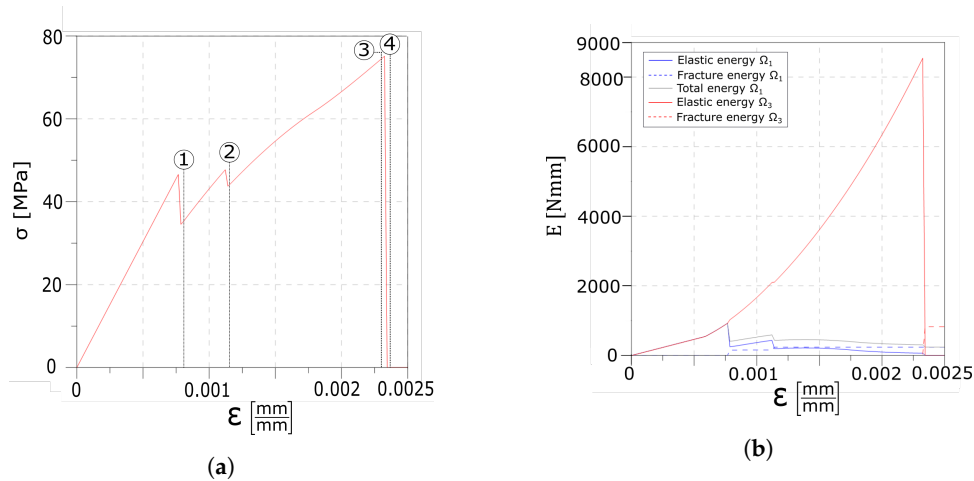 80
60
40
20
0
σ [MPa]
1
2
3
4
0
0.001
0.002
0.0025
ε [mm/mm]
(a)
9000
8000
6000
4000
2000
0
E [Nmm]
Elastic energy Ω1
Fracture energy Ω1
Total energy Ω1
Elastic energy Ω3
Fracture energy Ω3
0
0.001
0.002
0.0025
ε [mm/mm]
(b)